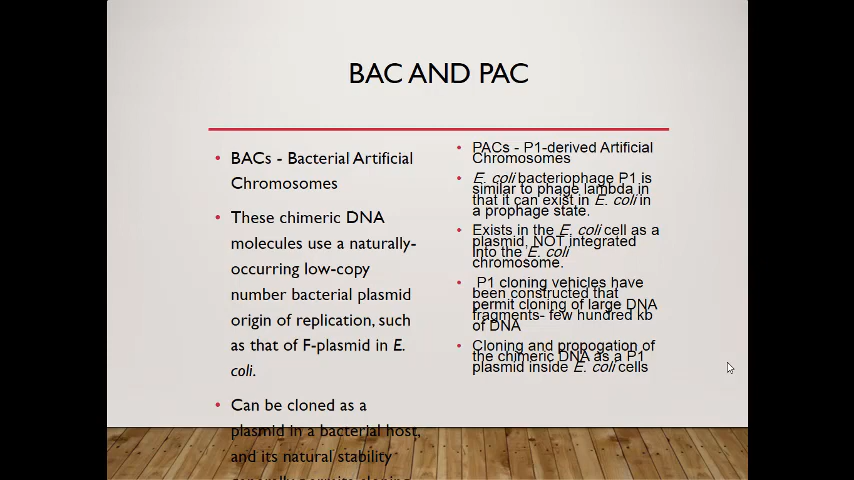 BAC AND PAC
BACs - Bacterial Artificial
Chromosomes
These chimeric DNA
molecules use a naturally-
occurring low-copy
number bacterial plasmid
origin of replication, such
as that of F-plasmid in E.
coli.
Can be cloned as a
plasmid in a bacterial host,
and its natural stability
generally permits cloning
PACs - P1-derived Artificial
Chromosomes
E. coli bacteriophage P1 is
similar to phage lambda in
that it can exist in E. coli in
a prophage state.
Exists in the E. coli cell as a
plasmid, NOT integrated
into the E. coli
chromosome.
P1 cloning vehicles have
been constructed that
permit cloning of large DNA
fragments- few hundred kb
of DNA
Cloning and propogation of
the chimeric DNA as a P1
plasmid inside E. coli cells